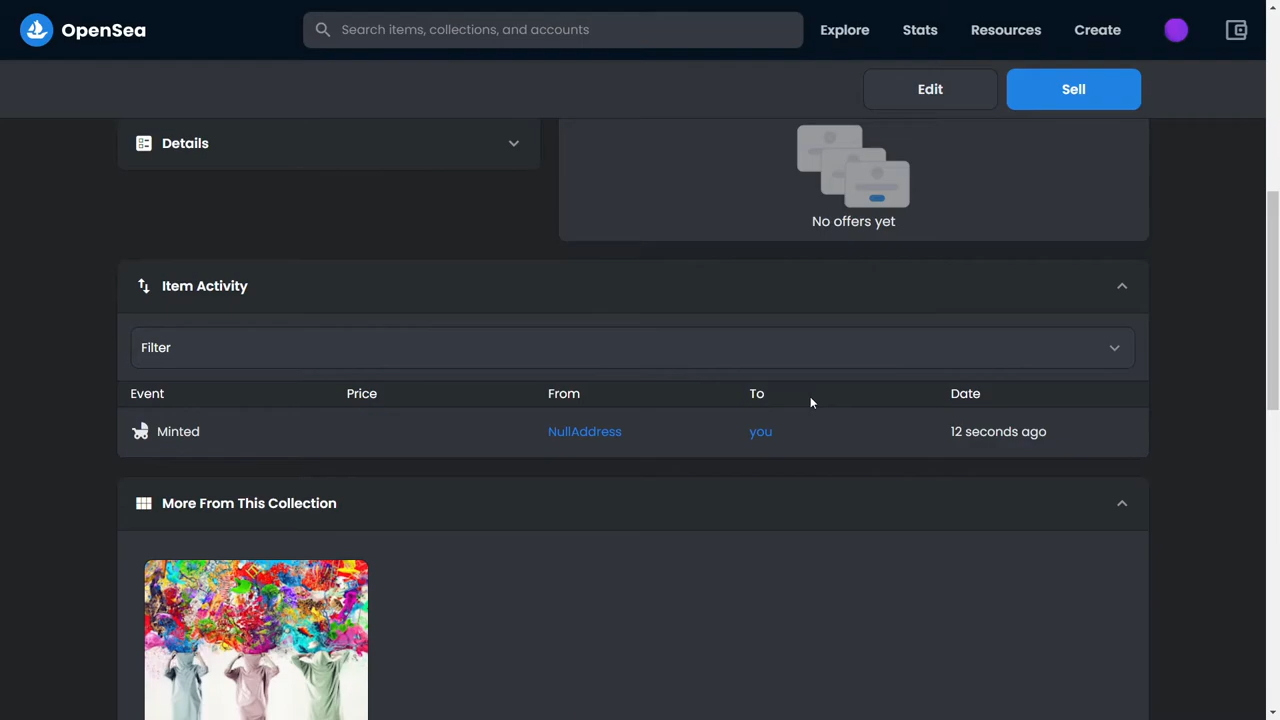 OpenSea
Search items, collections, and accounts
Explore
Stats
Resources
Create
Edit
Sell
Details
No offers yet
Item Activity
Filter
Event Price From To Date
Minted NullAddress you 12 seconds ago
More From This Collection